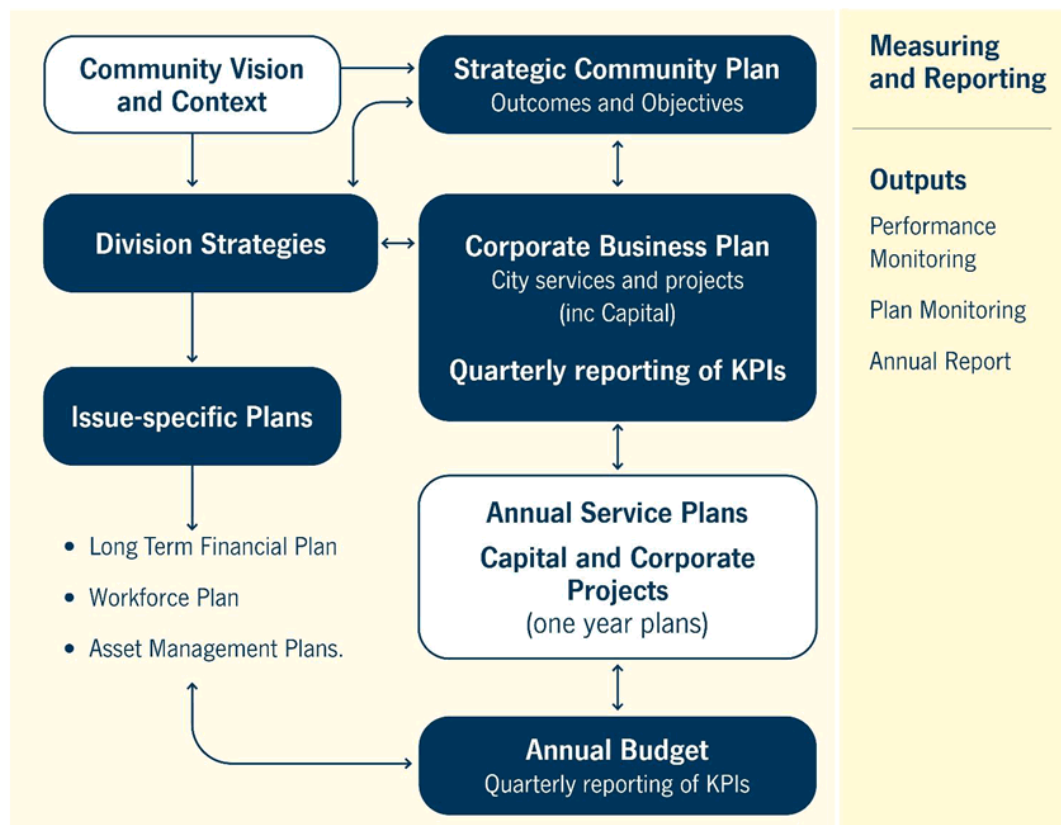 Community Vision
and Context
Strategic Community Plan
Outcomes and Objectives
Division Strategies
Corporate Business Plan
City services and projects
(inc Capital)
Quarterly reporting of KPIs
Issue-specific Plans
• Long Term Financial Plan
• Workforce Plan
• Asset Management Plans.
Annual Service Plans
Capital and Corporate
Projects
(one year plans)
Annual Budget
Quarterly reporting of KPIs
Measuring
and Reporting
Outputs
Performance
Monitoring
Plan Monitoring
Annual Report